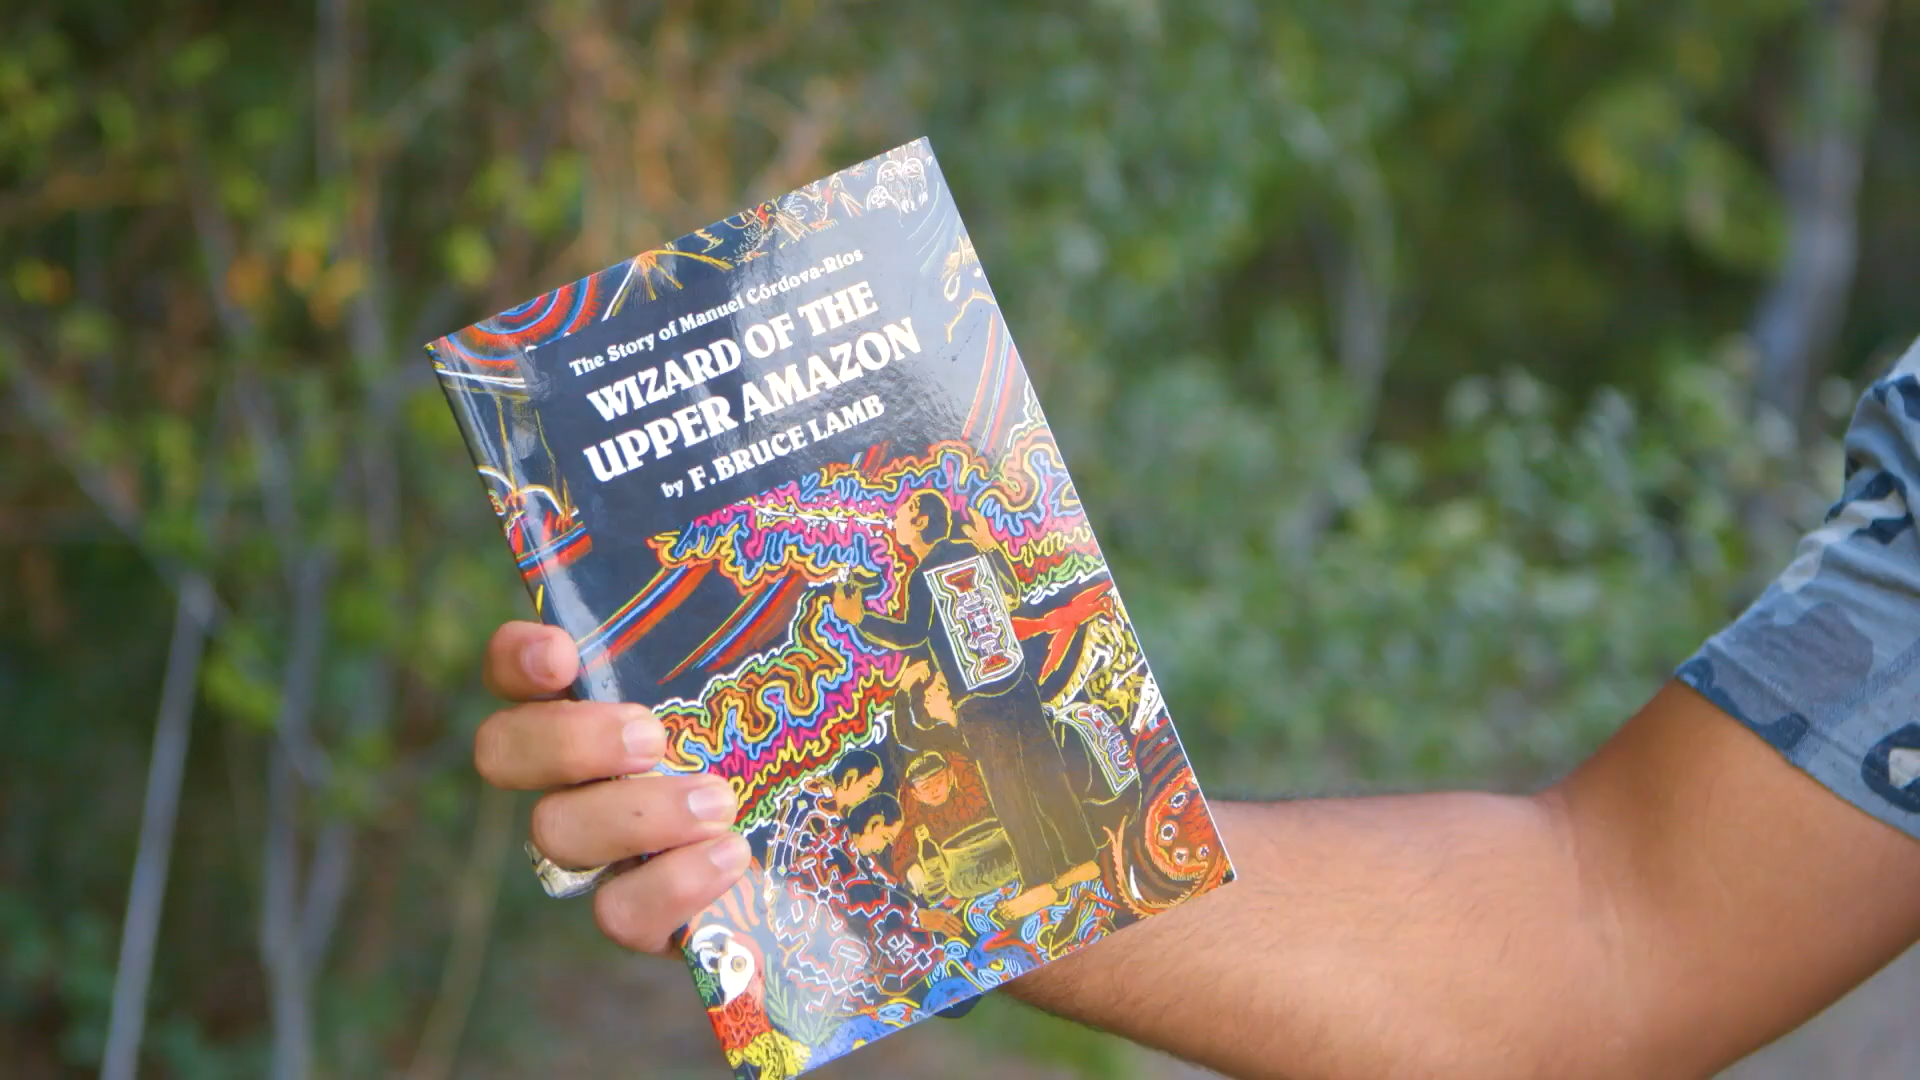 The Story of Manuel Córdova-Rios
WIZARD OF THE
UPPER AMAZON
by F. BRUCE LAMB